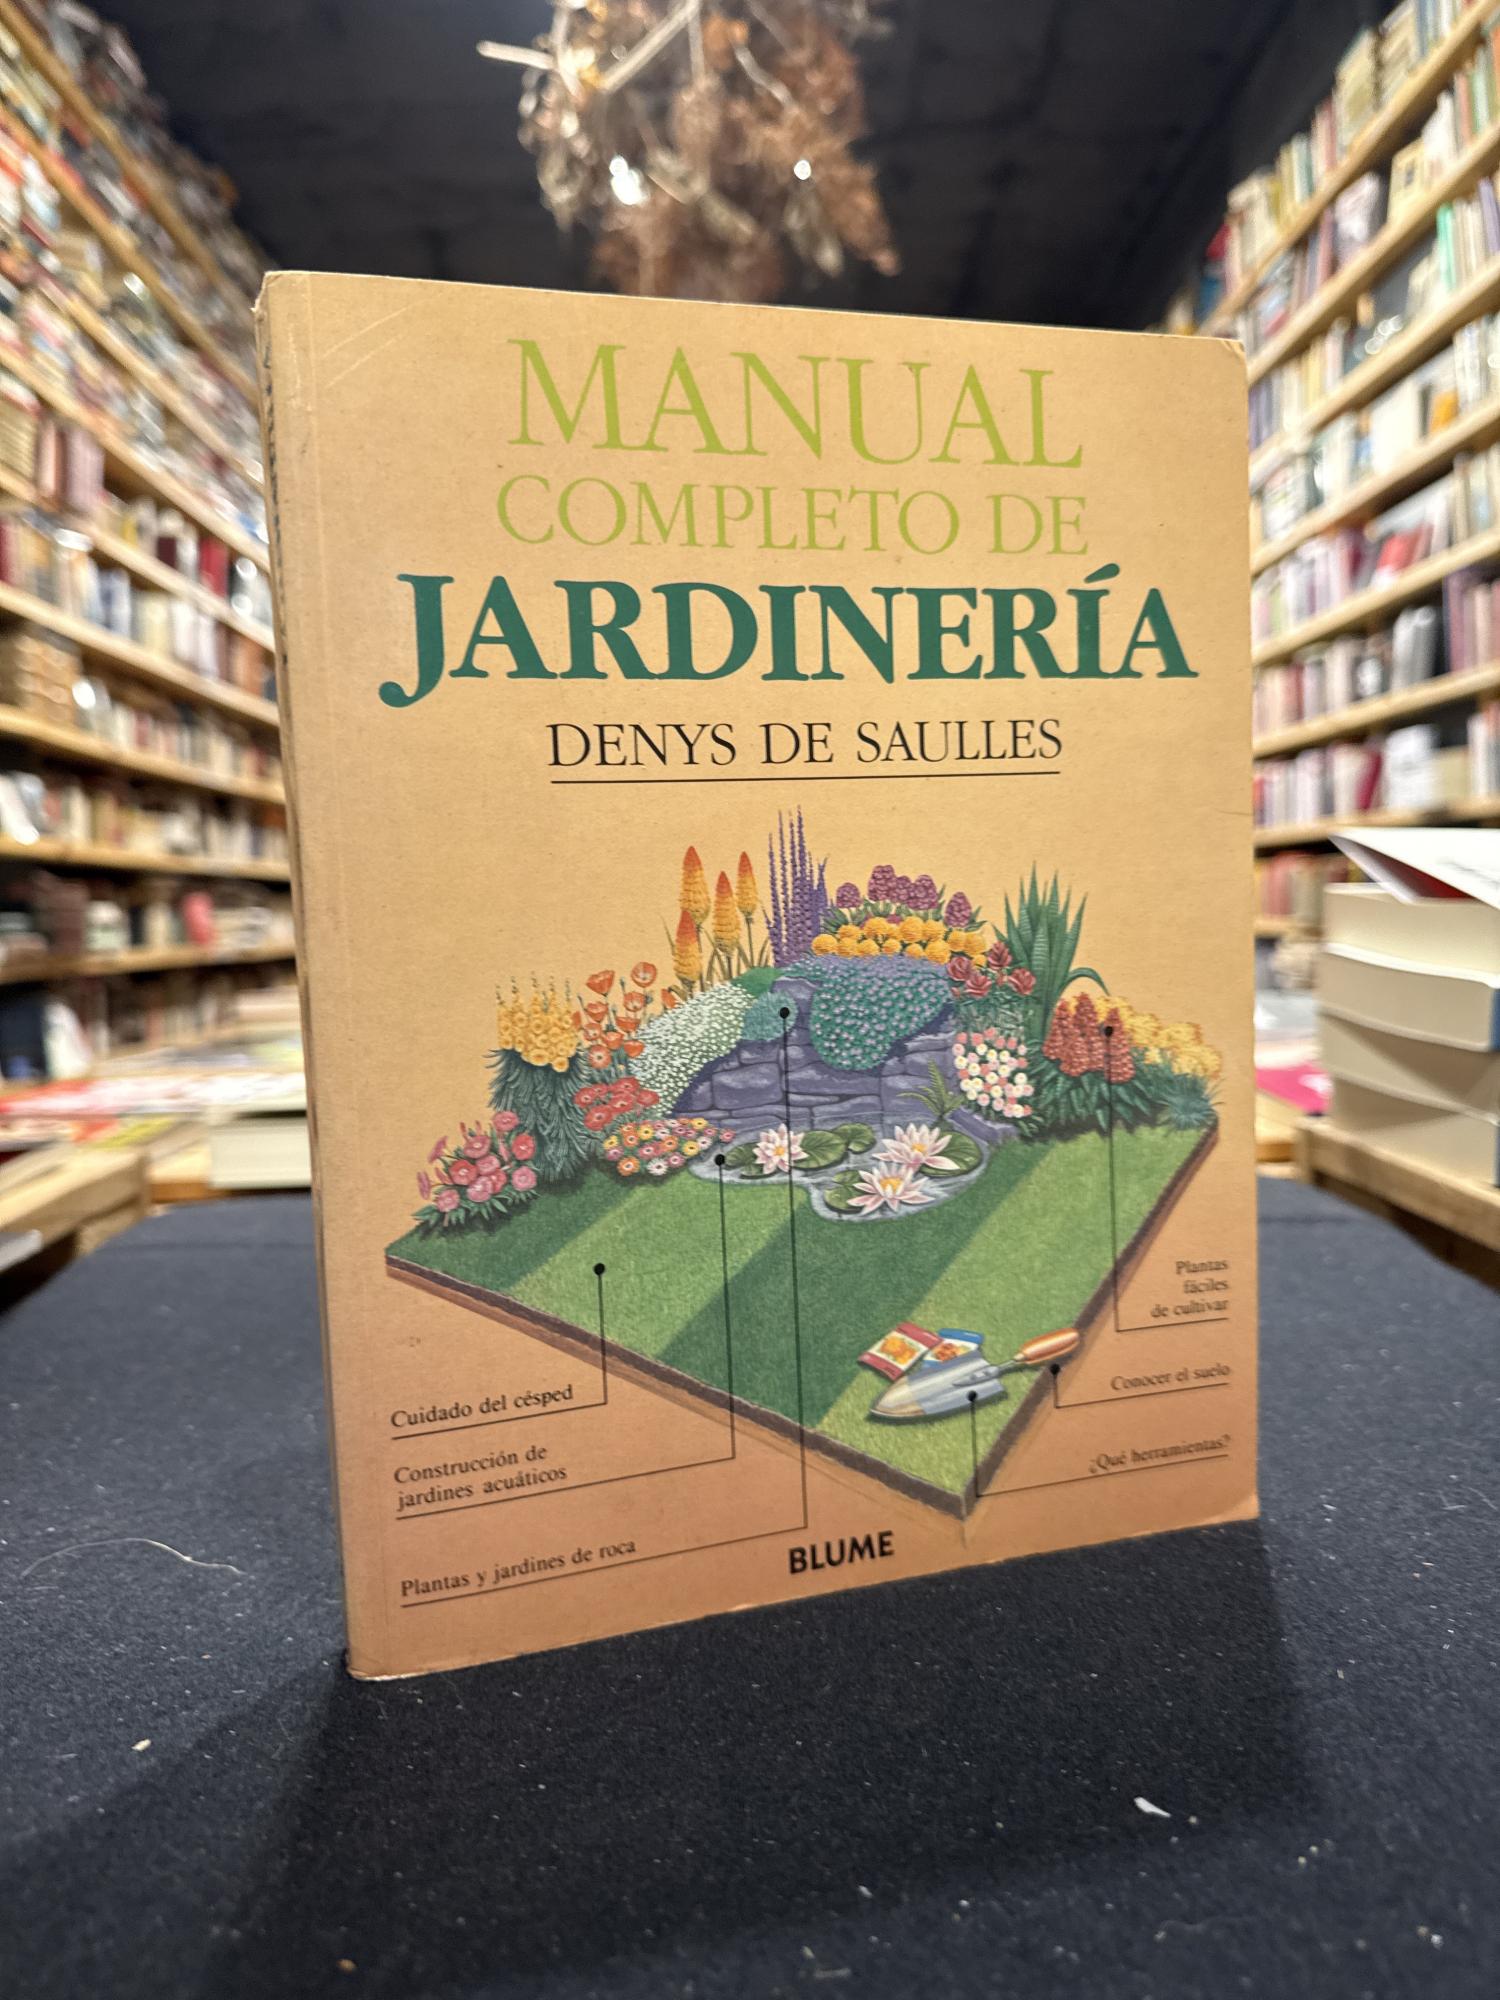 MANUAL
COMPLETO DE
JARDINERÍA
DENYS DE SAULLES
Plantas
fáciles
de cultivar
Conocer el suelo
¿Qué herramientas?
Cuidado del césped
Construcción de
jardines acuáticos
Plantas y jardines de roca
BLUME